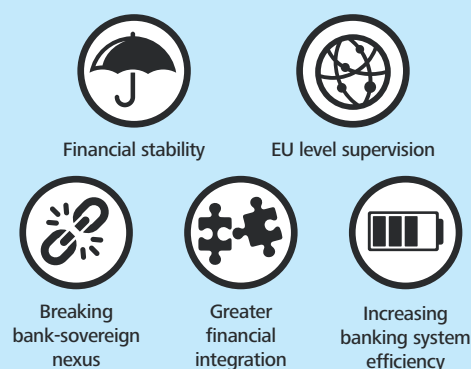 Financial stability
EU level supervision
Breaking
bank-sovereign
nexus
Greater
financial
integration
Increasing
banking system
efficiency